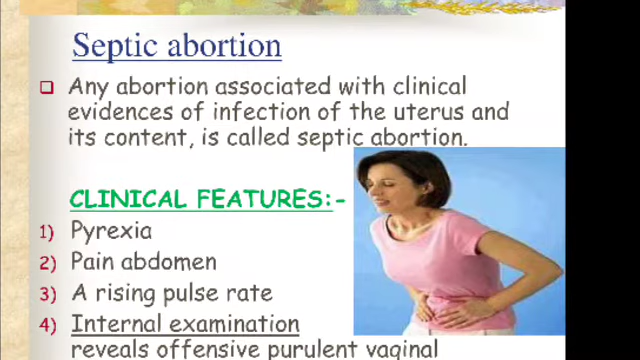 Septic abortion
❑ Any abortion associated with clinical
evidences of infection of the uterus and
its content, is called septic abortion.
CLINICAL FEATURES:-
1) Pyrexia
2) Pain abdomen
3) A rising pulse rate
4) Internal examination
reveals offensive purulent vaginal